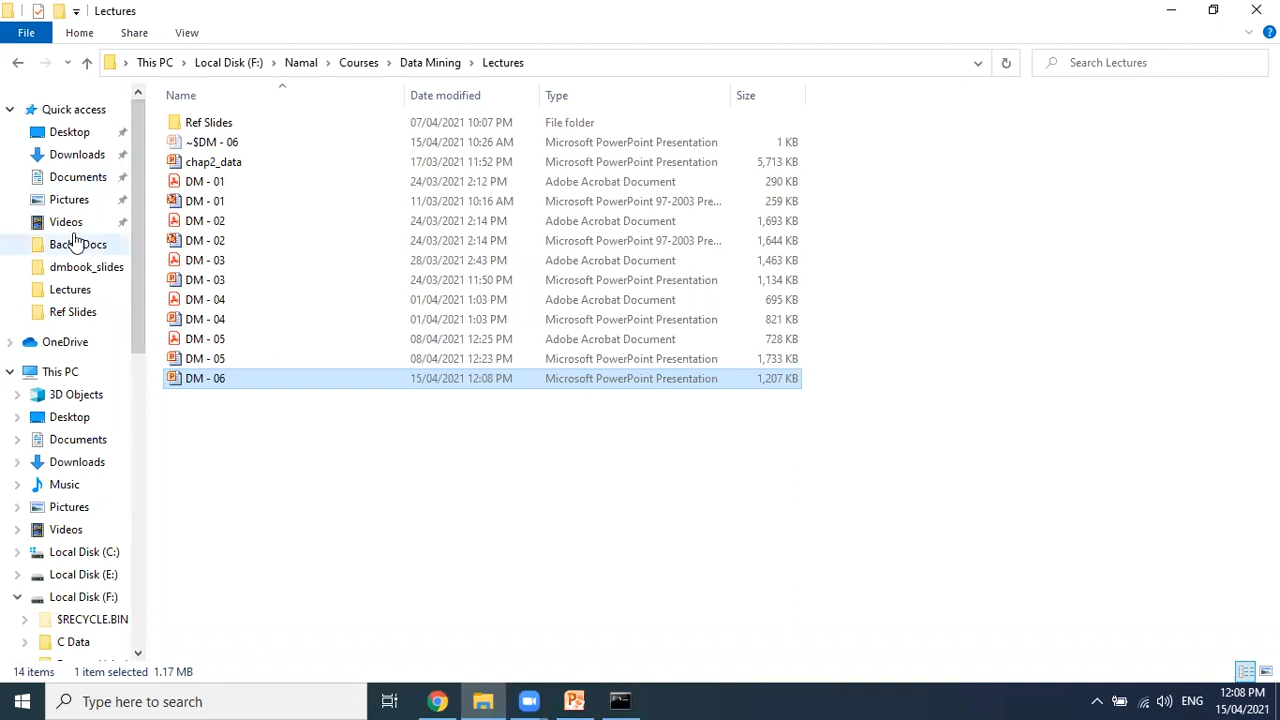 Lectures
File Home Share View
This PC Local Disk (F:) Namal Courses Data Mining Lectures Search Lectures
Name Date modified Type Size
Quick access
Desktop
Downloads
Documents
Pictures
Videos
Docs
dmbook_slides
Lectures
Ref Slides
OneDrive
This PC
3D Objects
Desktop
Documents
Downloads
Music
Pictures
Videos
Local Disk (C:)
Local Disk (E:)
Local Disk (F:)
$RECYCLE.BIN
C Data
Ref Slides 07/04/2021 10:07 PM File folder
~$DM - 06 15/04/2021 10:26 AM Microsoft PowerPoint Presentation 1 KB
chap2_data 17/03/2021 11:52 PM Microsoft PowerPoint Presentation 5,713 KB
DM - 01 24/03/2021 2:12 PM Adobe Acrobat Document 290 KB
DM - 01 11/03/2021 10:16 AM Microsoft PowerPoint 97-2003 Pre... 259 KB
DM - 02 24/03/2021 2:14 PM Adobe Acrobat Document 1,693 KB
DM - 02 24/03/2021 2:14 PM Microsoft PowerPoint 97-2003 Pre... 1,644 KB
DM - 03 28/03/2021 2:43 PM Adobe Acrobat Document 1,463 KB
DM - 03 24/03/2021 11:50 PM Microsoft PowerPoint Presentation 714 KB
DM - 04 01/04/2021 1:03 PM Adobe Acrobat Document 695 KB
DM - 04 01/04/2021 1:03 PM Microsoft PowerPoint Presentation 821 KB
DM - 05 08/04/2021 12:25 PM Adobe Acrobat Document 728 KB
DM - 05 08/04/2021 12:23 PM Microsoft PowerPoint Presentation 1,733 KB
DM - 06 15/04/2021 12:08 PM Microsoft PowerPoint Presentation 1,207 KB
14 items 1 item selected 1.17 MB
Type here to search
ENG
12:08 PM
15/04/2021